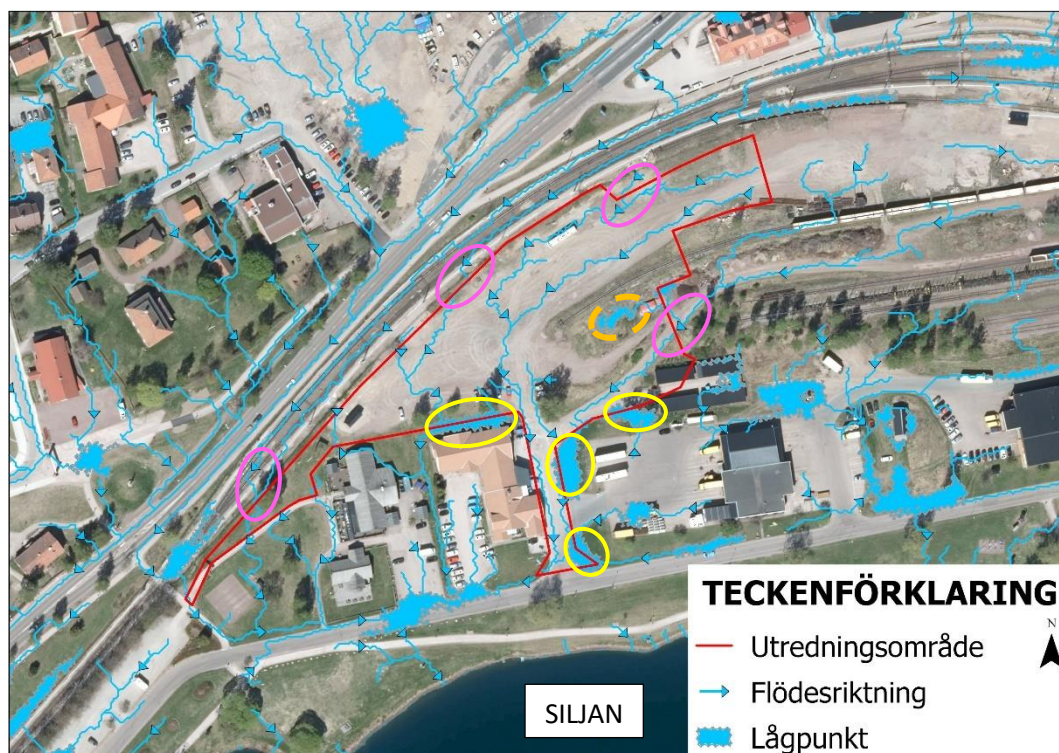 SILJAN
TECKENFÖRKLARING
N
Utredningsområde
Flödesriktning
Lågpunkt